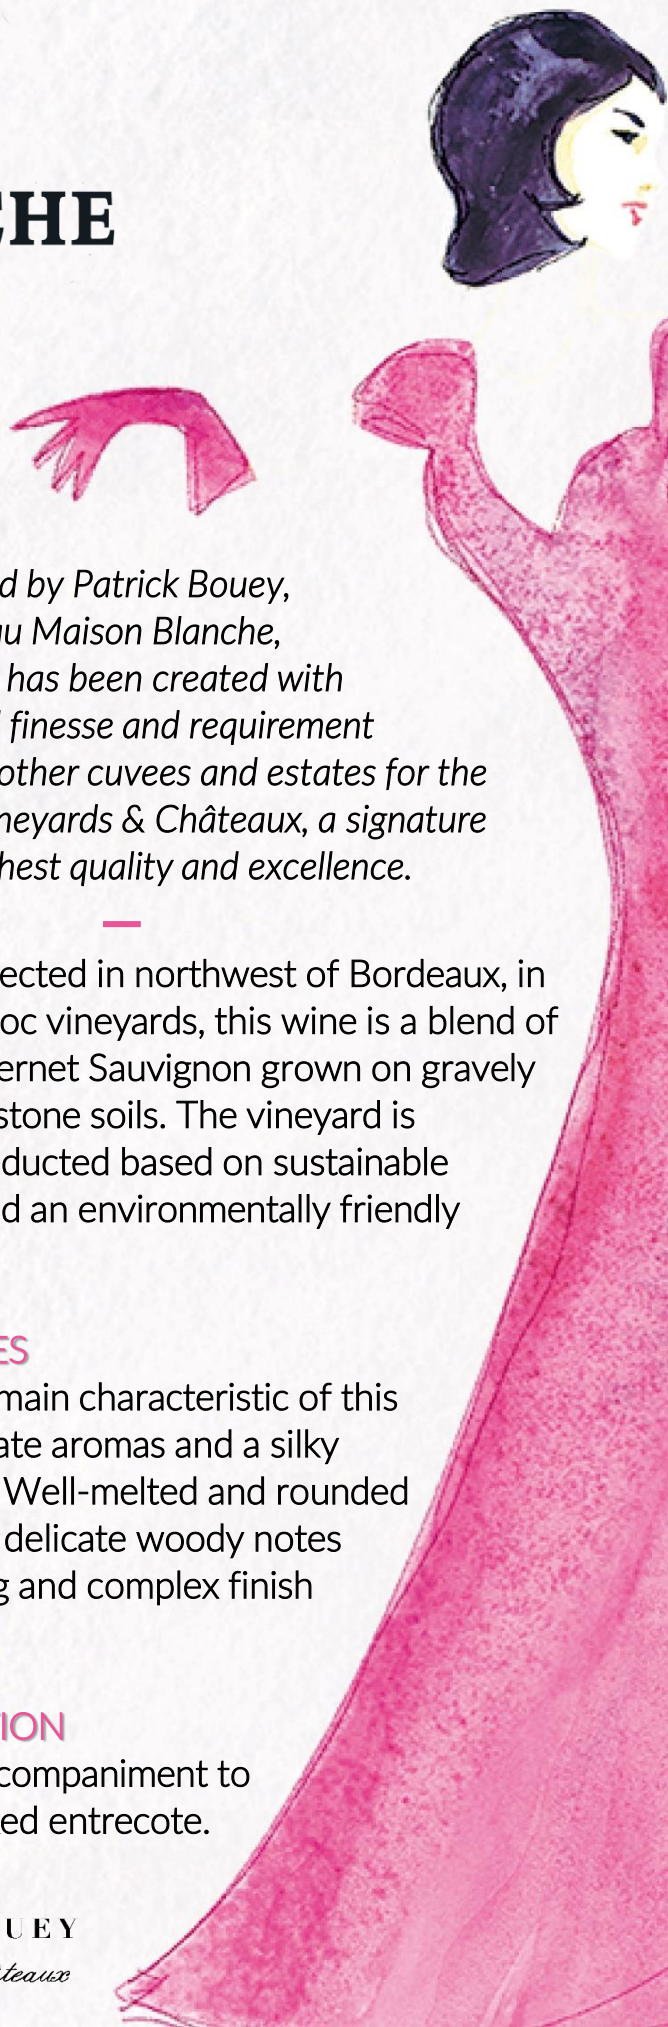 CHE
d by Patrick Bouey,
au Maison Blanche,
has been created with
finesse and requirement
other cuvees and estates for the
neyards & Châteaux, a signature
hest quality and excellence.
ected in northwest of Bordeaux, in
oc vineyards, this wine is a blend of
ernet Sauvignon grown on gravely
stone soils. The vineyard is
ducted based on sustainable
d an environmentally friendly
ES
main characteristic of this
ate aromas and a silky
Well-melted and rounded
delicate woody notes
g and complex finish
TION
companiment to
ed entrecote.
UEY
teaux